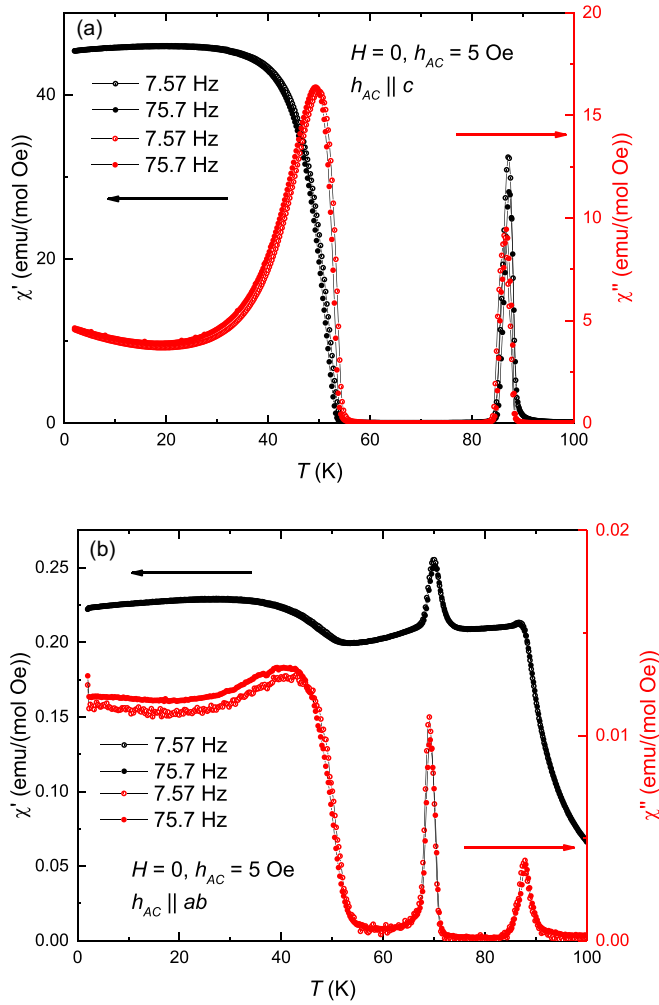 (a)
H = 0, h_AC = 5 Oe
h_AC || c
7.57 Hz
75.7 Hz
7.57 Hz
75.7 Hz
χ' (emu/(mol Oe))
0
20
40
χ" (emu/(mol Oe))
0
5
10
15
20
0 20 40 60 80 100
T (K)
(b)
7.57 Hz
75.7 Hz
7.57 Hz
75.7 Hz
H = 0, h_AC = 5 Oe
h_AC || ab
χ' (emu/(mol Oe))
0.00
0.05
0.10
0.15
0.20
0.25
χ" (emu/(mol Oe))
0.00
0.01
0.02
0 20 40 60 80 100
T (K)